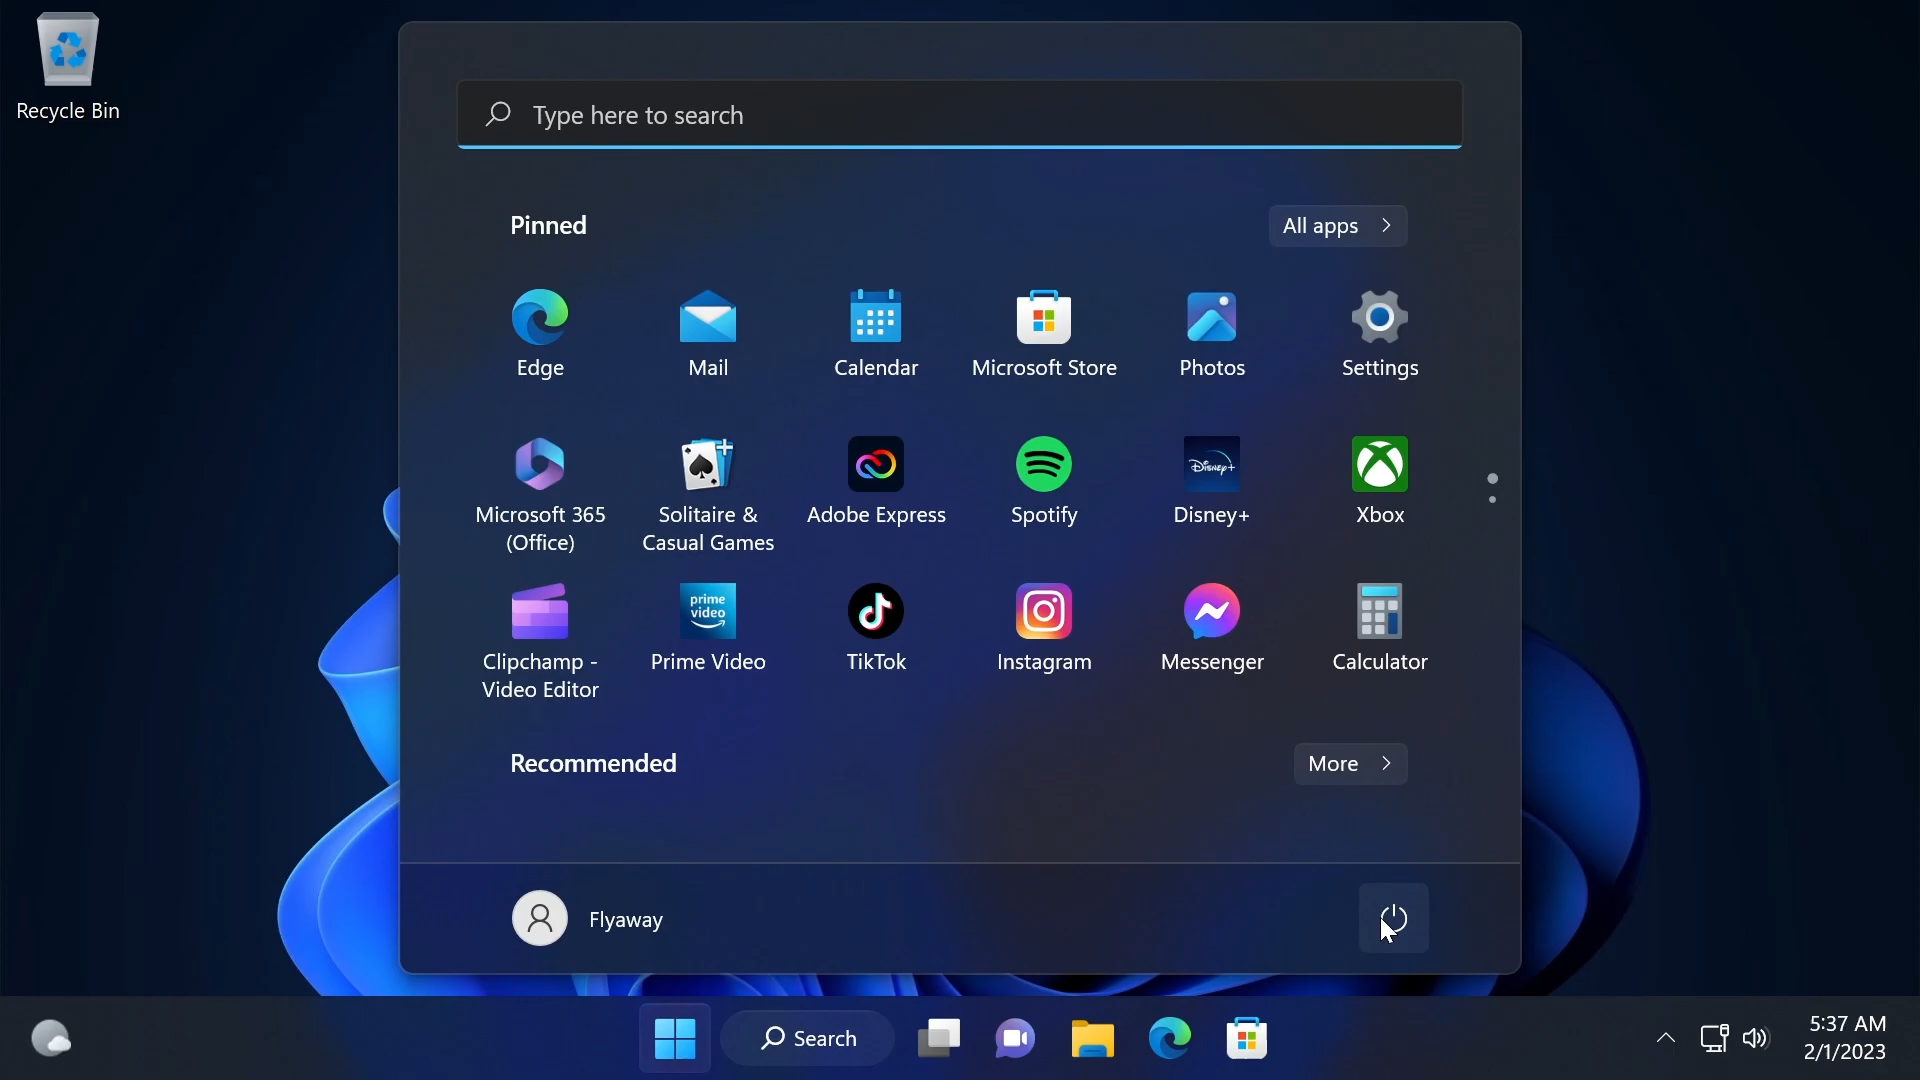 Recycle Bin
Type here to search
Pinned
All apps
Edge
Mail
Calendar
Microsoft Store
Photos
Settings
Microsoft 365
(Office)
Solitaire &
Casual Games
Adobe Express
Spotify
Disney+
Disney+
Xbox
Clipchamp -
Video Editor
prime
video
Prime Video
TikTok
Instagram
Messenger
Calculator
Recommended
More
Flyaway
Search
5:37 AM
2/1/2023